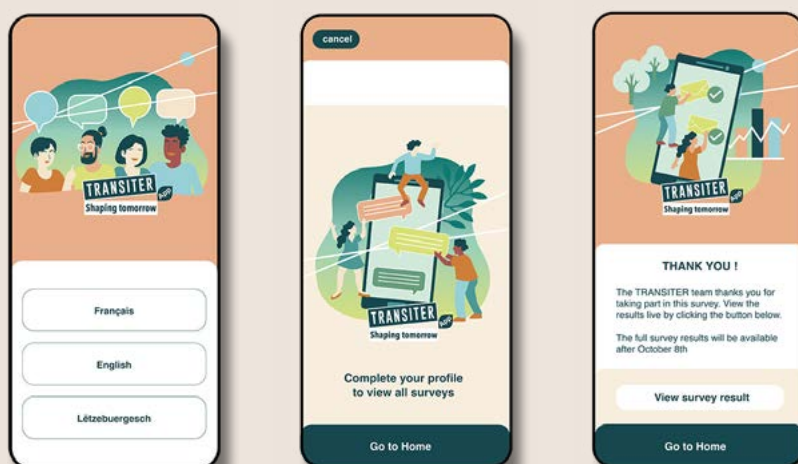 TRANSITER
App
Shaping tomorrow
Français
English
Lëtzebuergesch
cancel
TRANSITER
App
Shaping tomorrow
Complete your profile
to view all surveys
Go to Home
TRANSITER
App
Shaping tomorrow
THANK YOU !
The TRANSITER team thanks you for
taking part in this survey. View the
results live by clicking the button below.
The full survey results will be available
after October 8th
View survey result
Go to Home